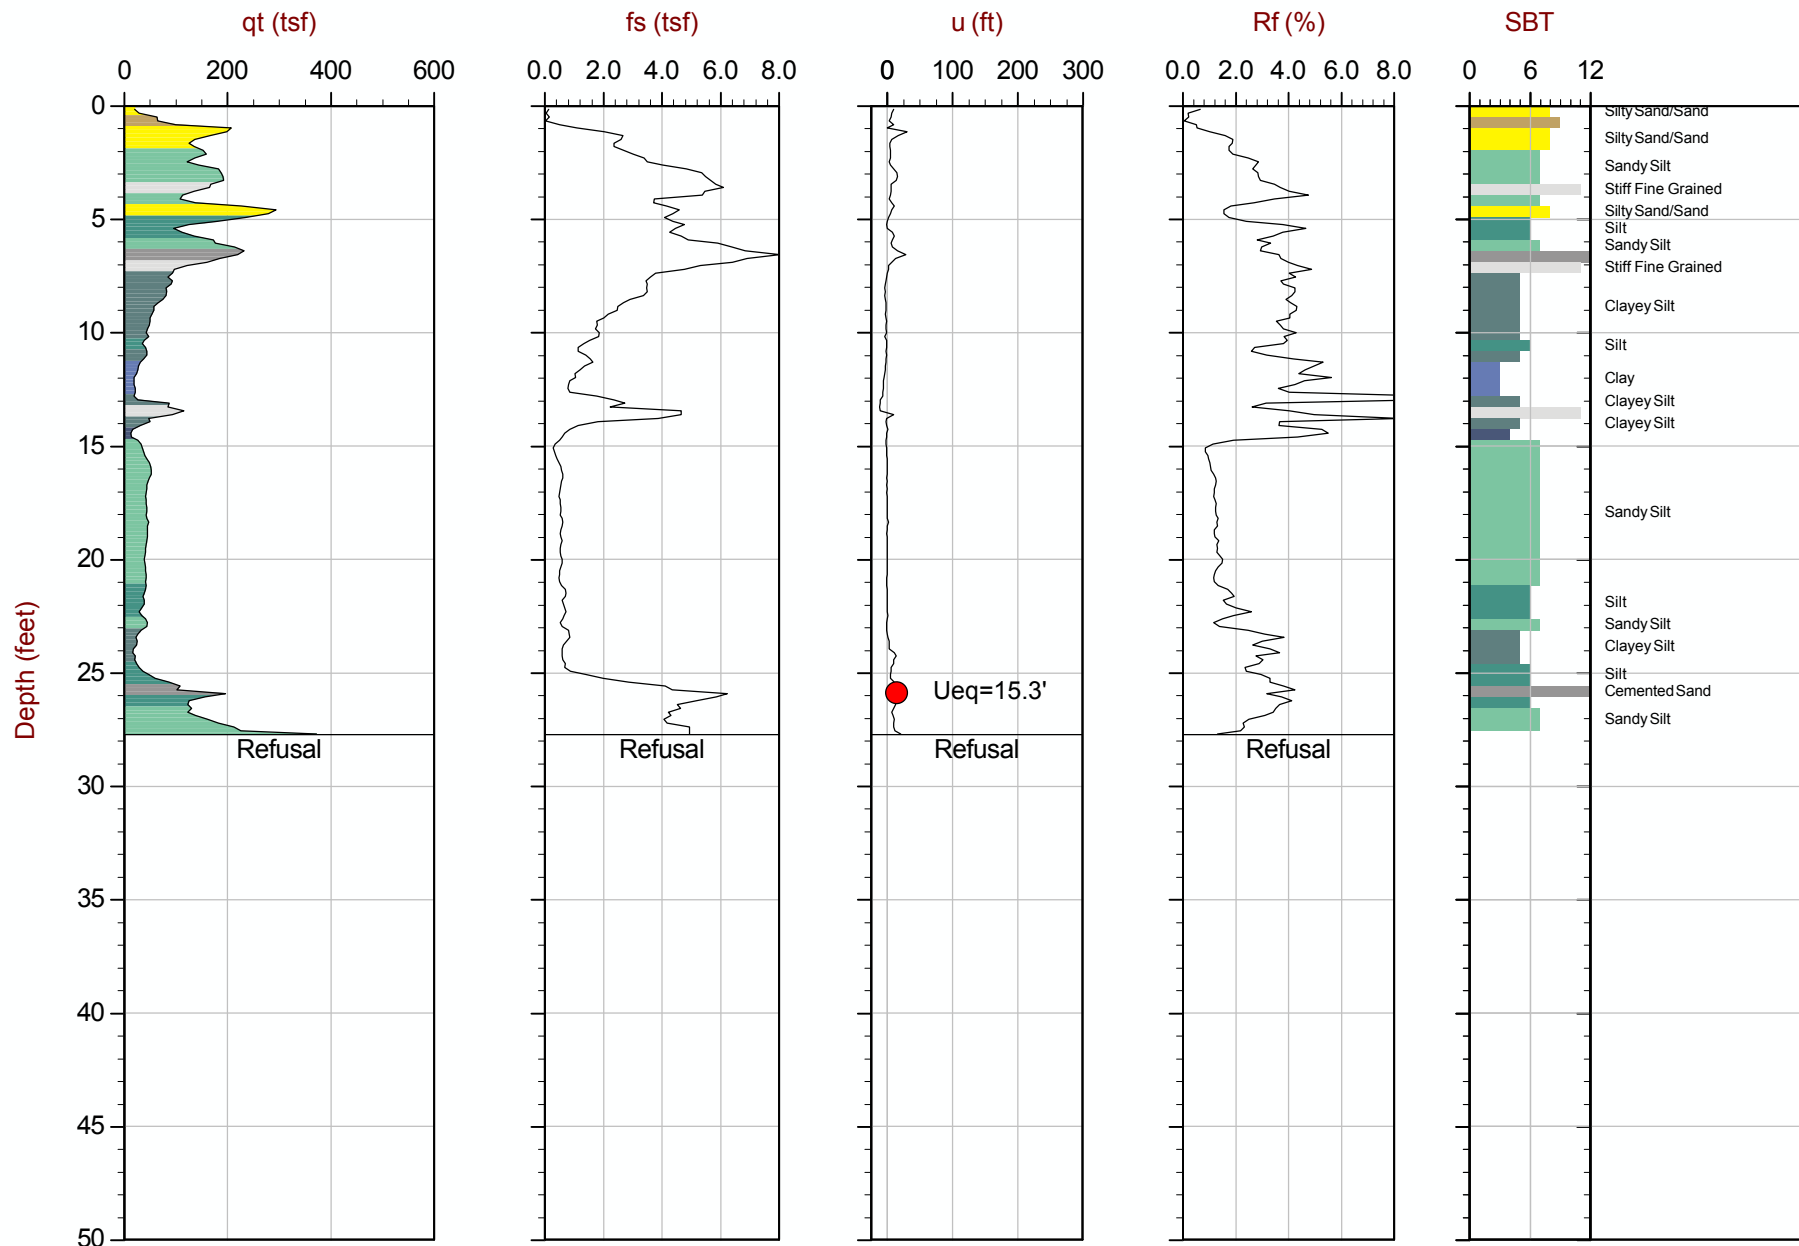 qt (tsf) fs (tsf) u (ft) Rf (%) SBT
0 200 400 600 0.0 2.0 4.0 6.0 8.0 0 100 200 300 0.0 2.0 4.0 6.0 8.0 0 6 12
0
Silty Sand/Sand
Silty Sand/Sand
Sandy Silt
Stiff Fine Grained
Silty Sand/Sand
5
Silt
Sandy Silt
Stiff Fine Grained
Clayey Silt
10
Silt
Clay
Clayey Silt
Clayey Silt
15
Sandy Silt
20
Silt
Sandy Silt
Clayey Silt
25
Silt
Ueq=15.3'
Cemented Sand
Sandy Silt
Refusal Refusal Refusal Refusal
30
35
40
45
50
Depth (feet)